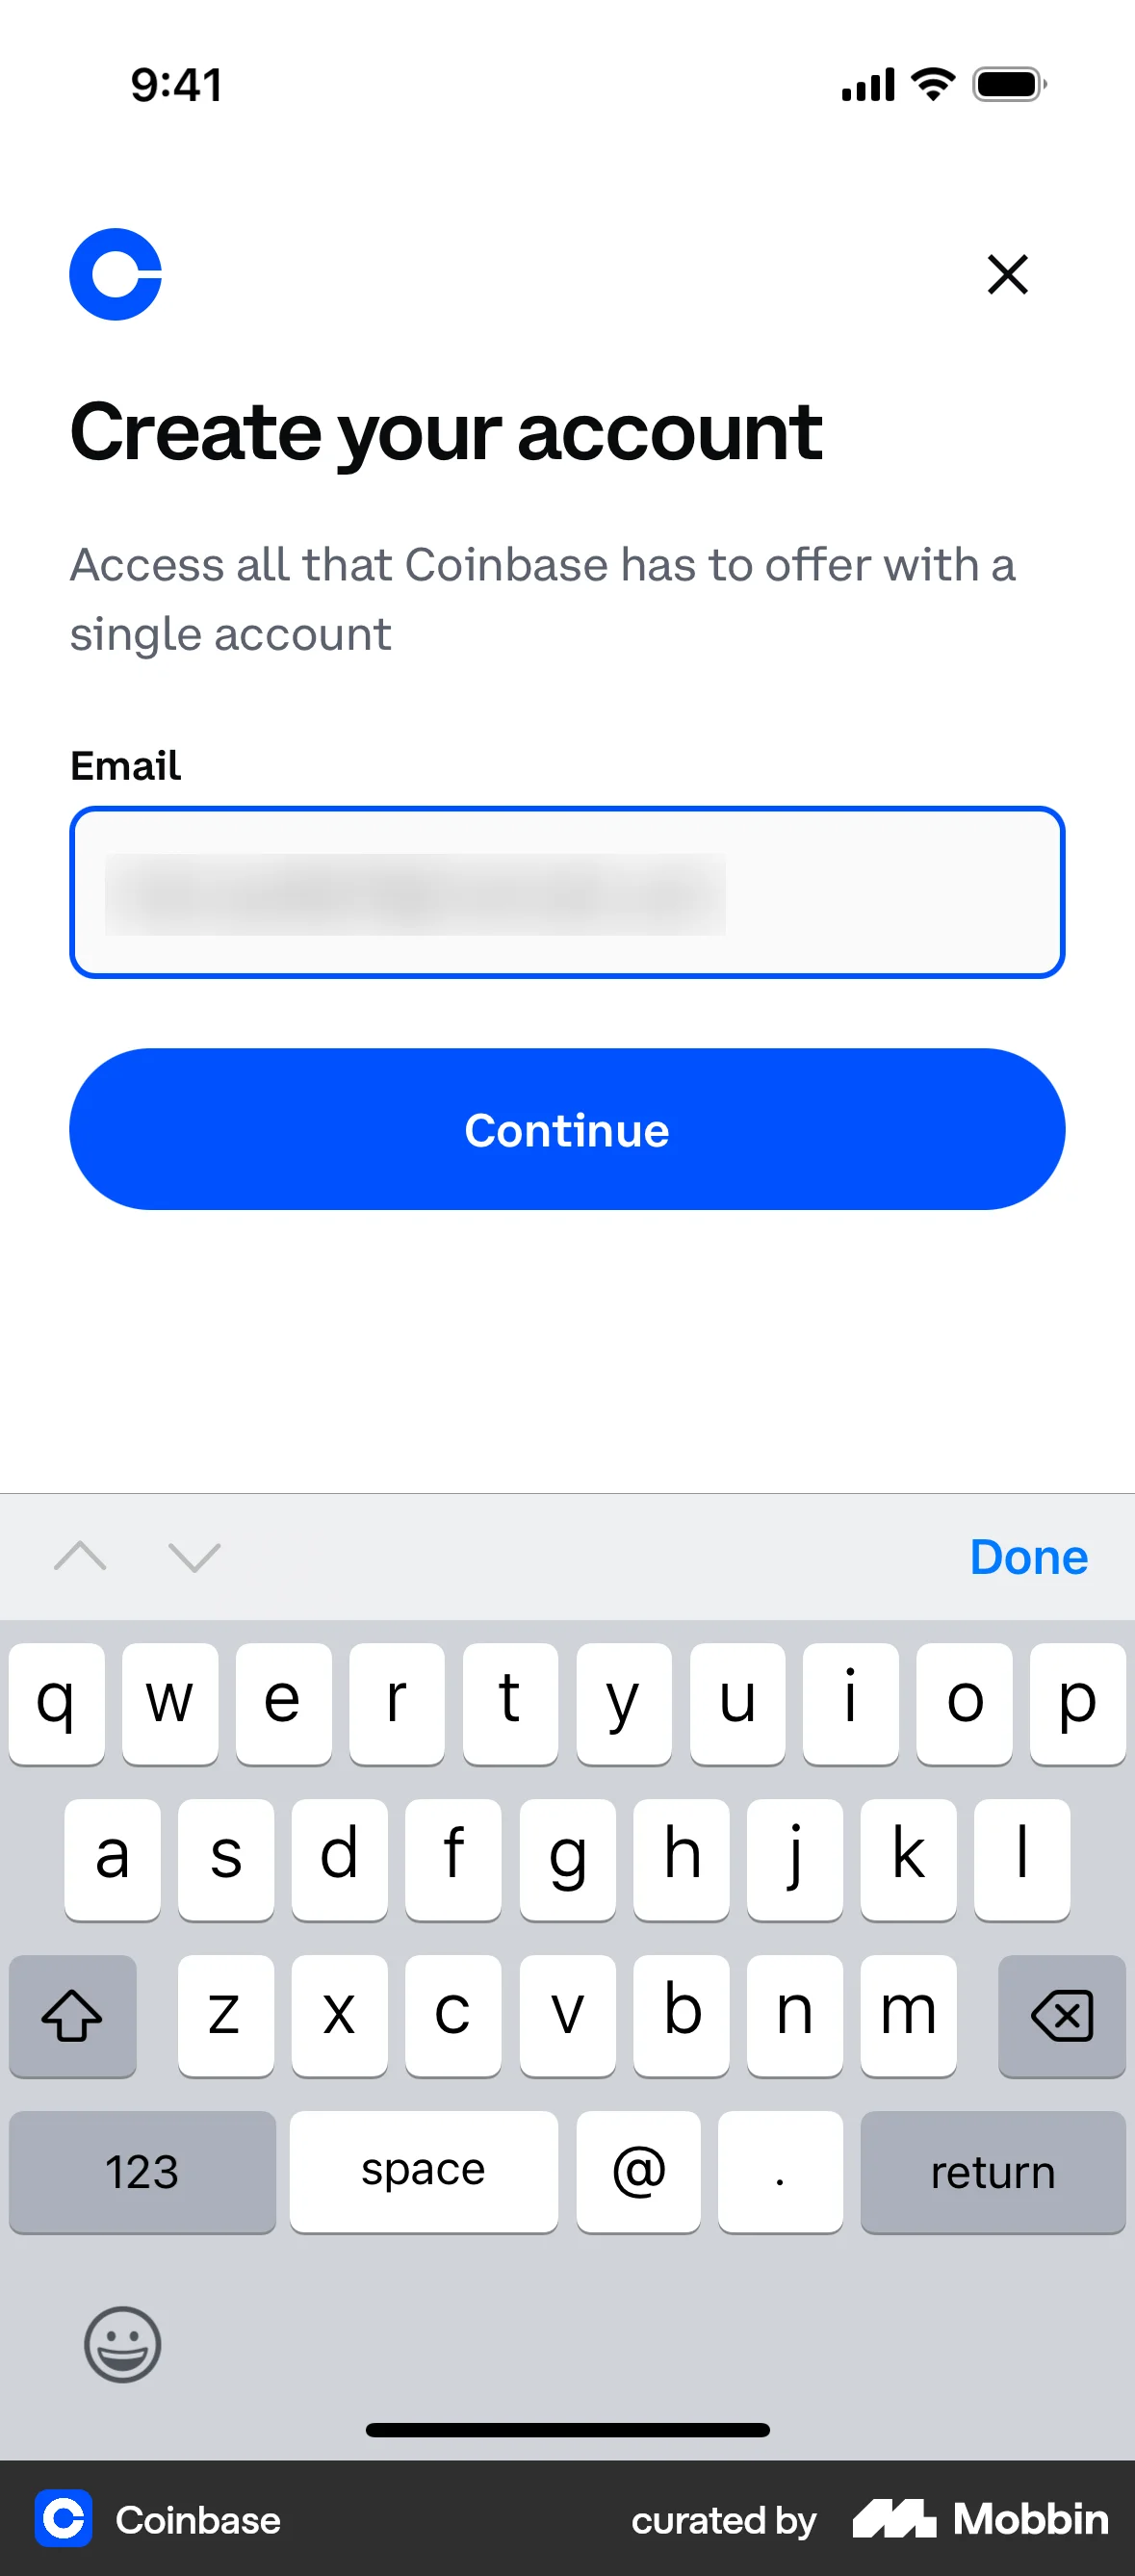 9:41
Create your account
Access all that Coinbase has to offer with a
single account
Email
Continue
Done
q w e r t y u i o p
a s d f g h j k l
z x c v b n m
123 space @ . return
Coinbase curated by Mobbin